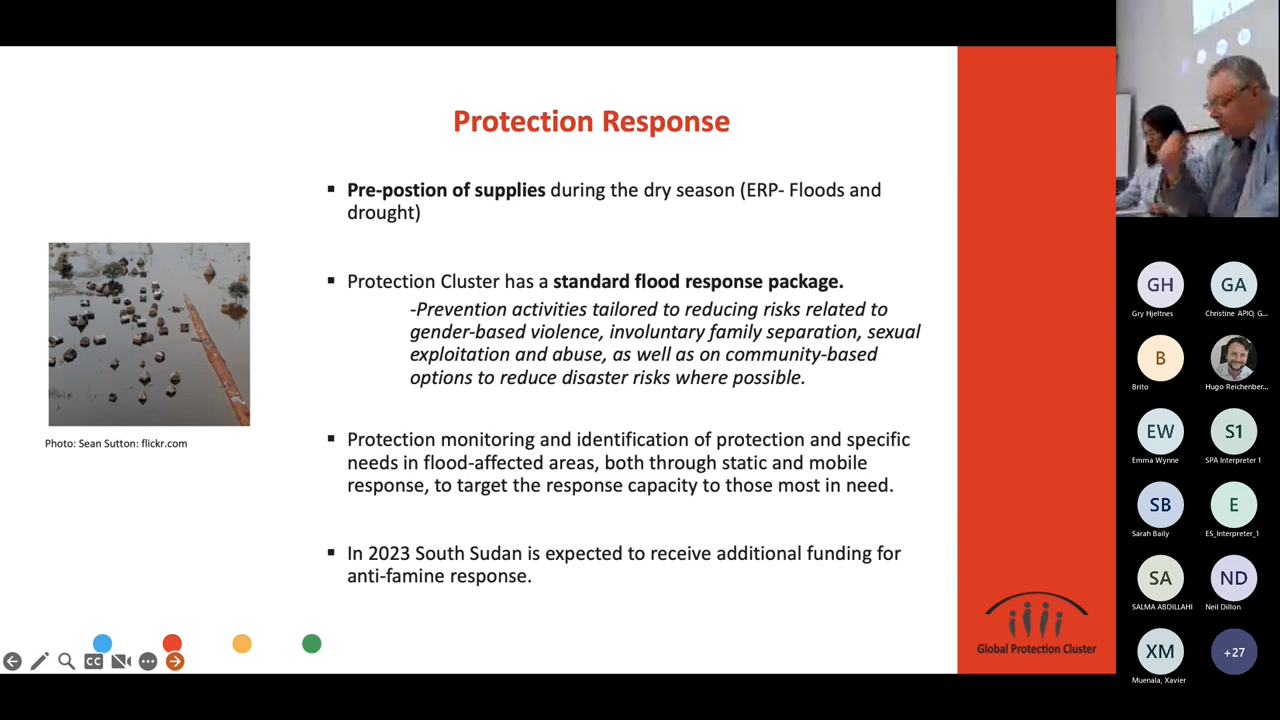 Protection Response
▪ Pre-postion of supplies during the dry season (ERP- Floods and
drought)
▪ Protection Cluster has a standard flood response package.
-Prevention activities tailored to reducing risks related to
gender-based violence, involuntary family separation, sexual
exploitation and abuse, as well as on community-based
options to reduce disaster risks where possible.
▪ Protection monitoring and identification of protection and specific
needs in flood-affected areas, both through static and mobile
response, to target the response capacity to those most in need.
▪ In 2023 South Sudan is expected to receive additional funding for
anti-famine response.
Photo: Sean Sutton: flickr.com
CC
Global Protection Cluster
GH
Gry Hjeltnes
GA
Christine APIO, G...
B
Brito
Hugo Reichenber...
EW
Emma Wynne
S1
SPA Interpreter 1
SB
Sarah Baily
E
ES_Interpreter_1
SA
SALMA ABDILLAHI
ND
Neil Dillon
XM
Muenala, Xavier
+27